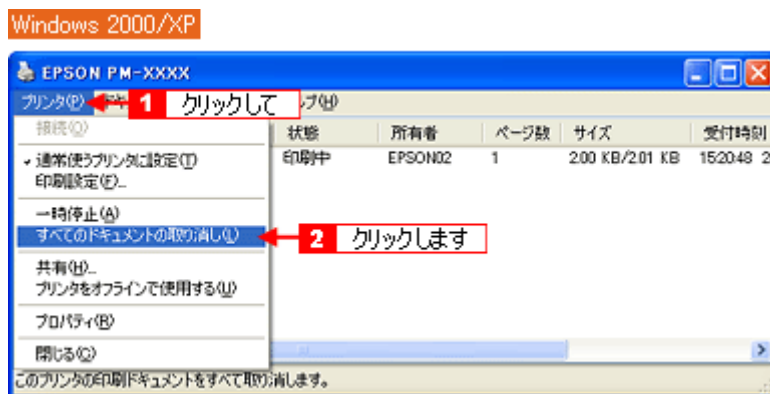 Windows 2000/XP
EPSON PM-XXXX
プリンタ(P) 1 クリックして ルプ(H)
接続(O)
通常使うプリンタに設定(T)
印刷設定(F)...
一時停止(A)
すべてのドキュメントの取り消し(L) 2 クリックします
共有(H)...
プリンタをオフラインで使用する(U)
プロパティ(R)
閉じる(C)
状態 所有者 ページ数 サイズ 受付時刻
印刷中 EPSON02 1 2.00 KB/2.01 KB 15:20:48 2
このプリンタの印刷ドキュメントをすべて取り消します。